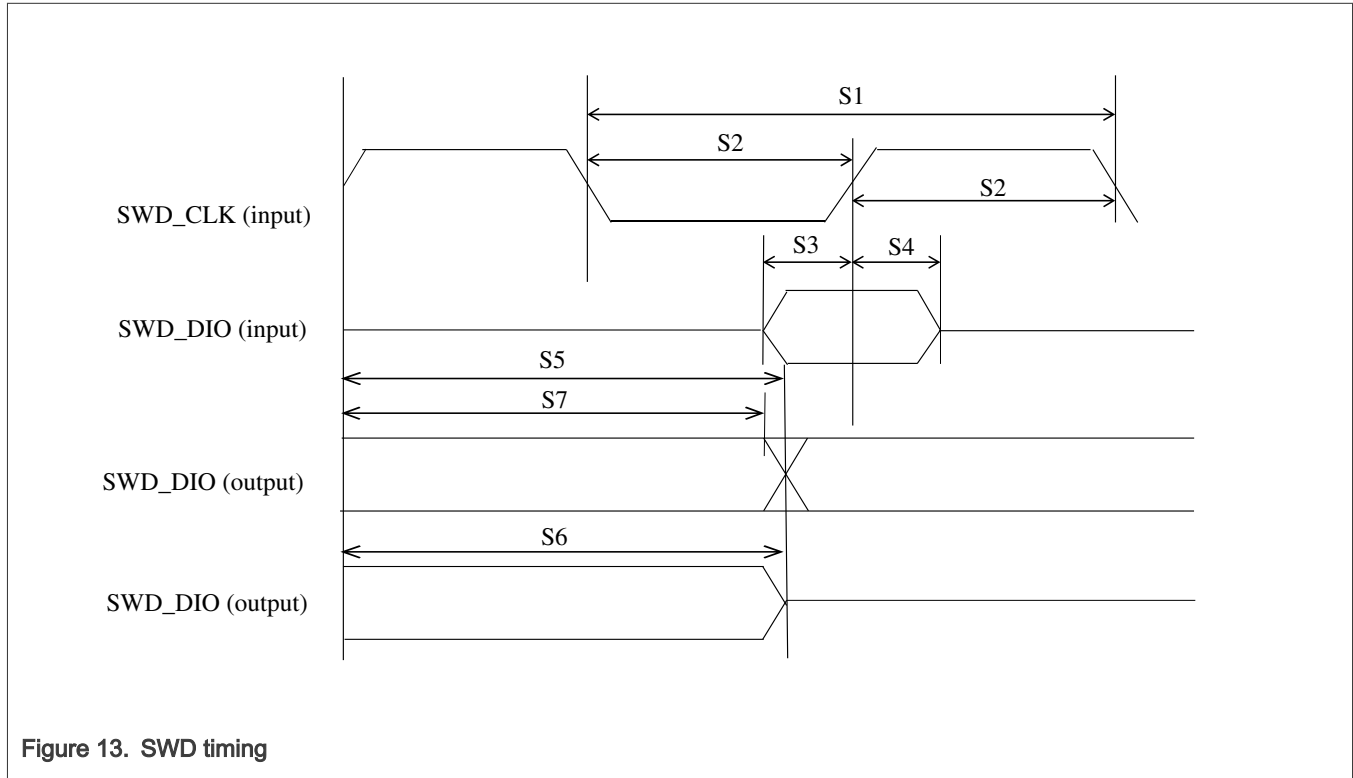 S1
S2
S2
SWD_CLK (input)
S3
S4
SWD_DIO (input)
S5
S7
SWD_DIO (output)
S6
SWD_DIO (output)
Figure 13. SWD timing